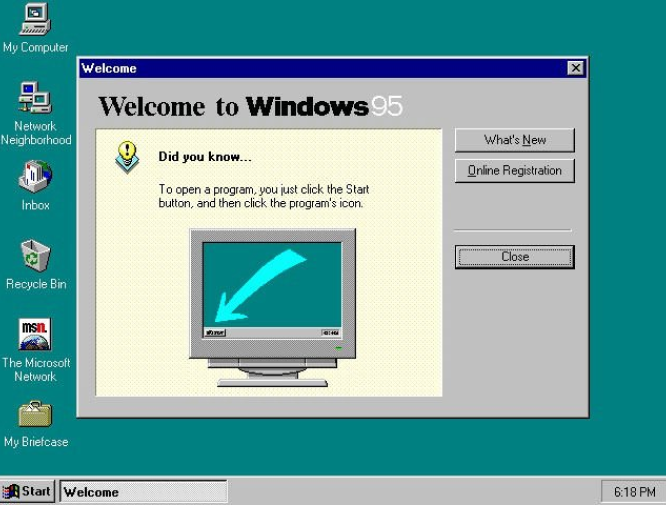 My Computer
Network
Neighborhood
Inbox
Recycle Bin
msn.
The Microsoft
Network
My Briefcase
Welcome
Welcome to Windows 95
Did you know...
To open a program, you just click the Start
button, and then click the program's icon.
What's New
Online Registration
Close
Start
Welcome
6:18 PM